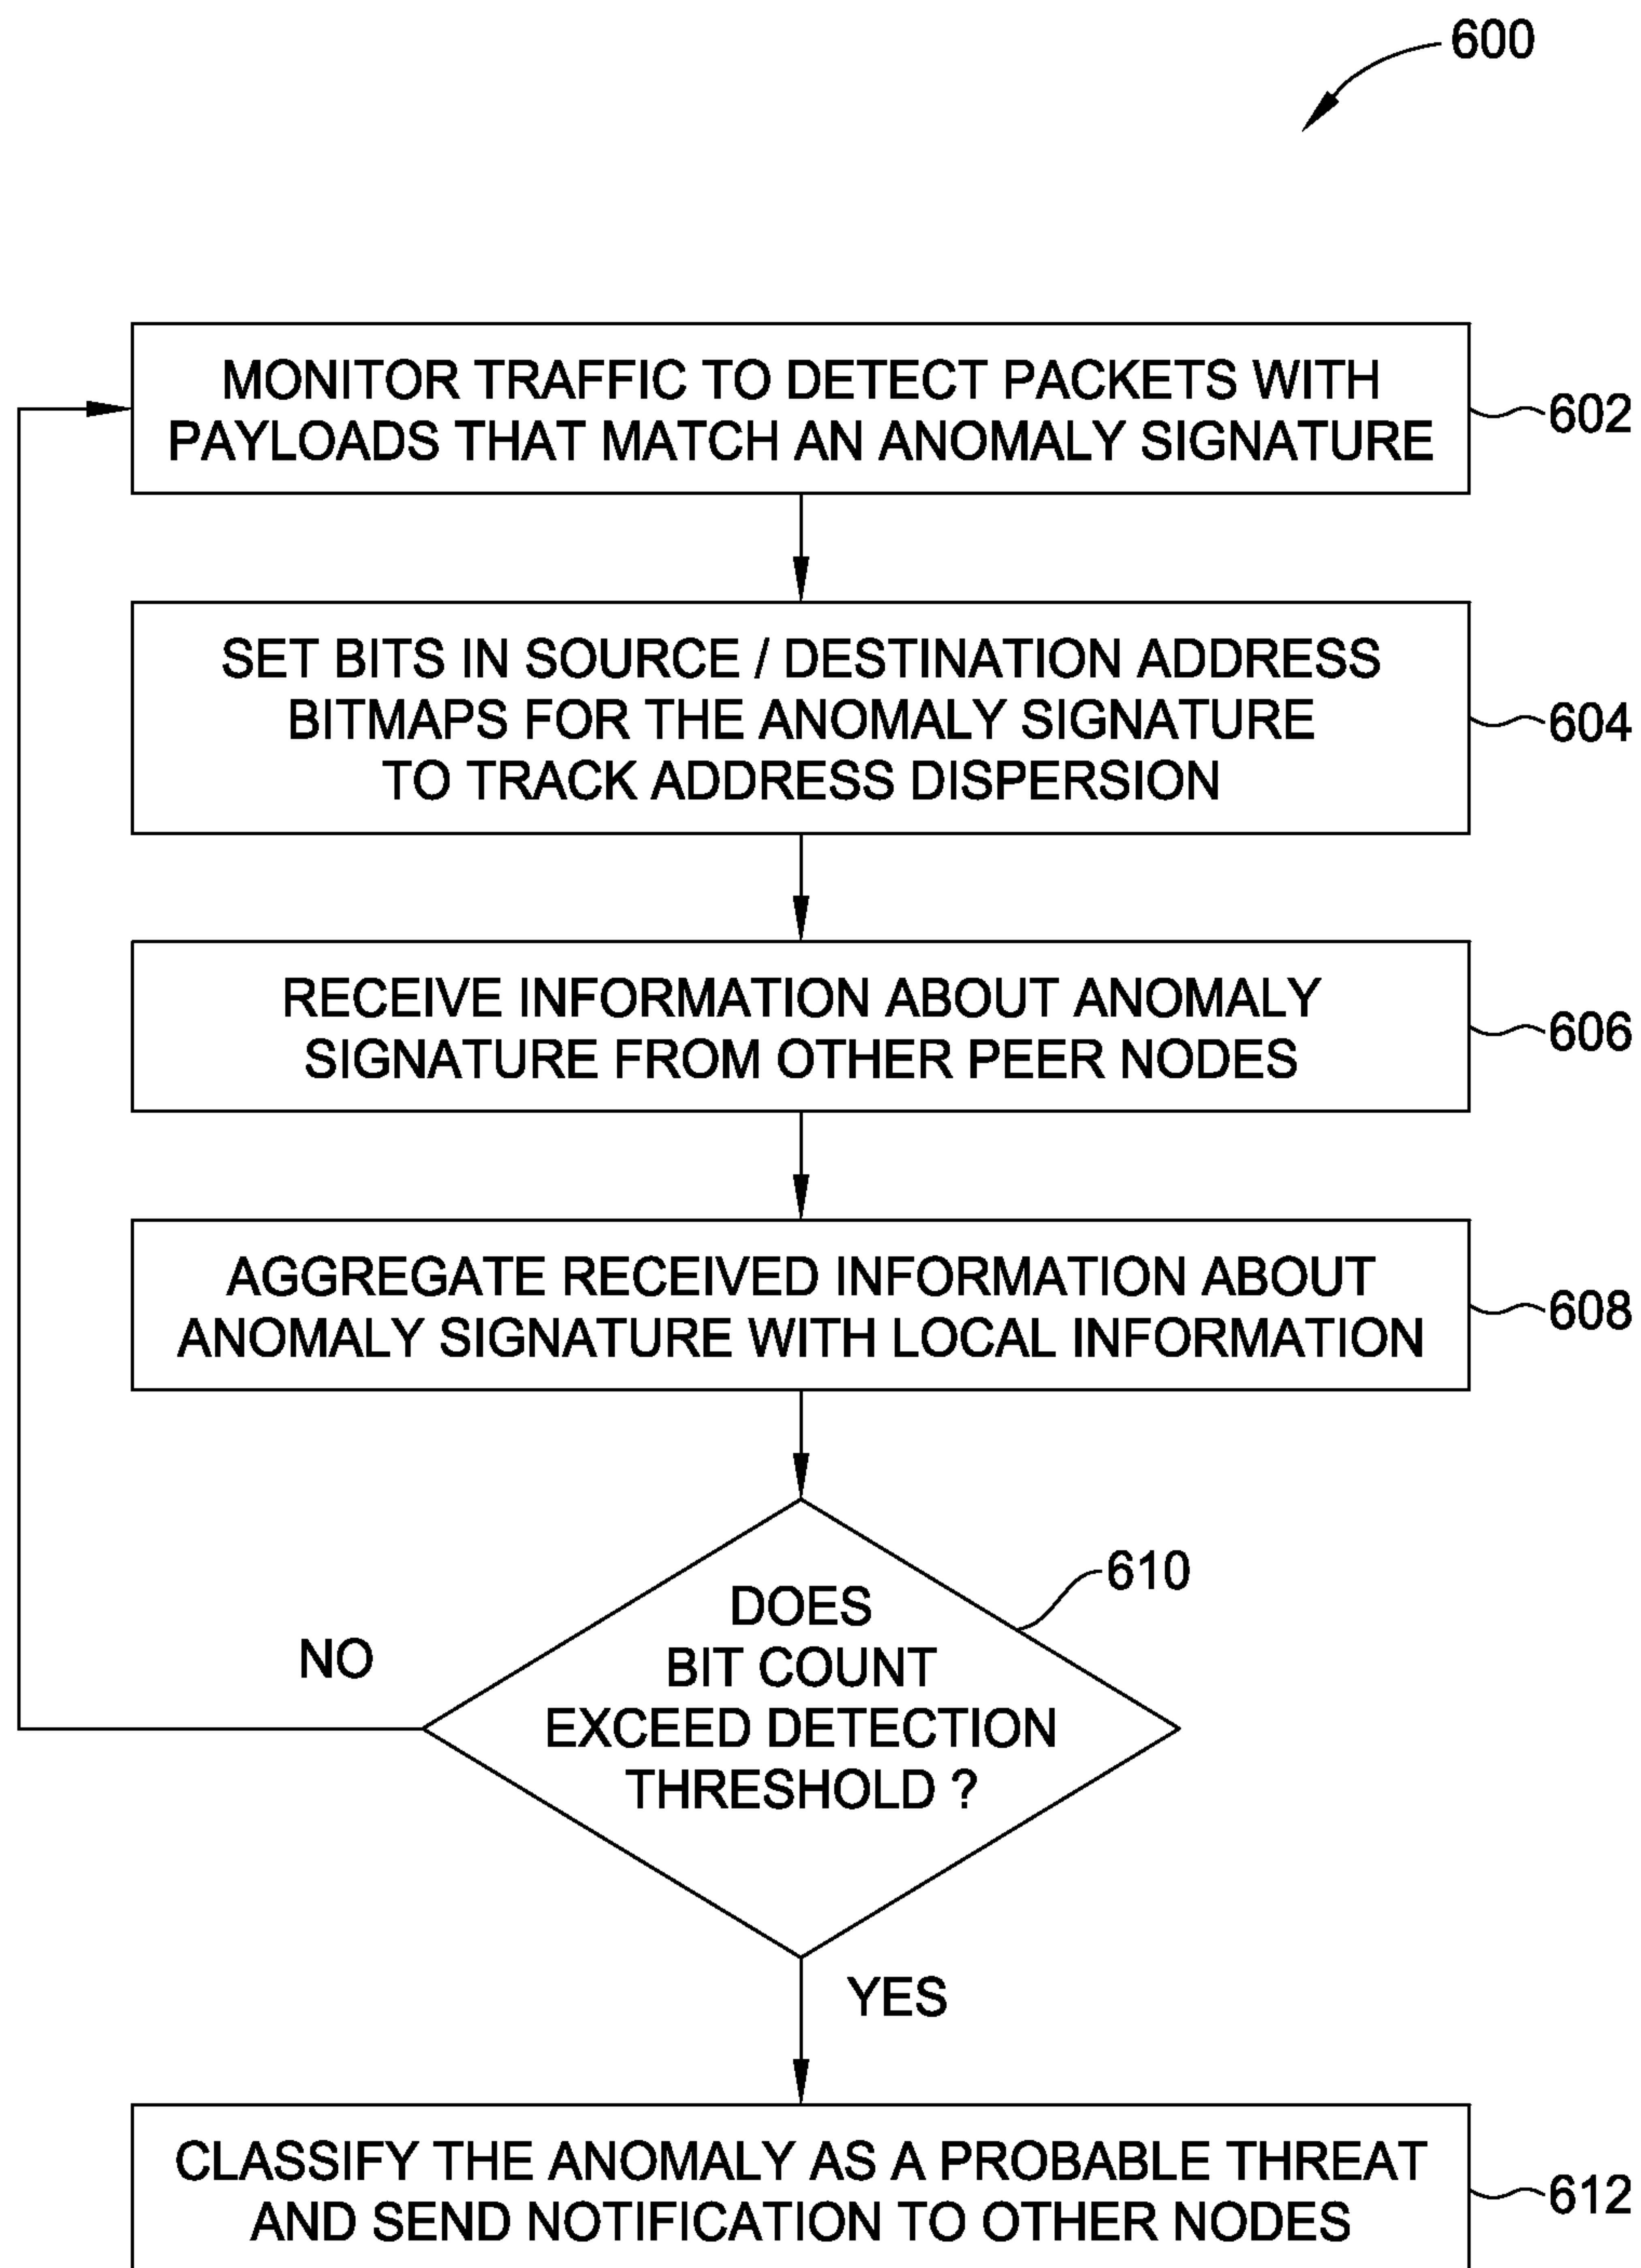 600
MONITOR TRAFFIC TO DETECT PACKETS WITH
PAYLOADS THAT MATCH AN ANOMALY SIGNATURE
602
SET BITS IN SOURCE / DESTINATION ADDRESS
BITMAPS FOR THE ANOMALY SIGNATURE
TO TRACK ADDRESS DISPERSION
604
RECEIVE INFORMATION ABOUT ANOMALY
SIGNATURE FROM OTHER PEER NODES
606
AGGREGATE RECEIVED INFORMATION ABOUT
ANOMALY SIGNATURE WITH LOCAL INFORMATION
608
610
DOES
BIT COUNT
EXCEED DETECTION
THRESHOLD ?
NO
YES
CLASSIFY THE ANOMALY AS A PROBABLE THREAT
AND SEND NOTIFICATION TO OTHER NODES
612